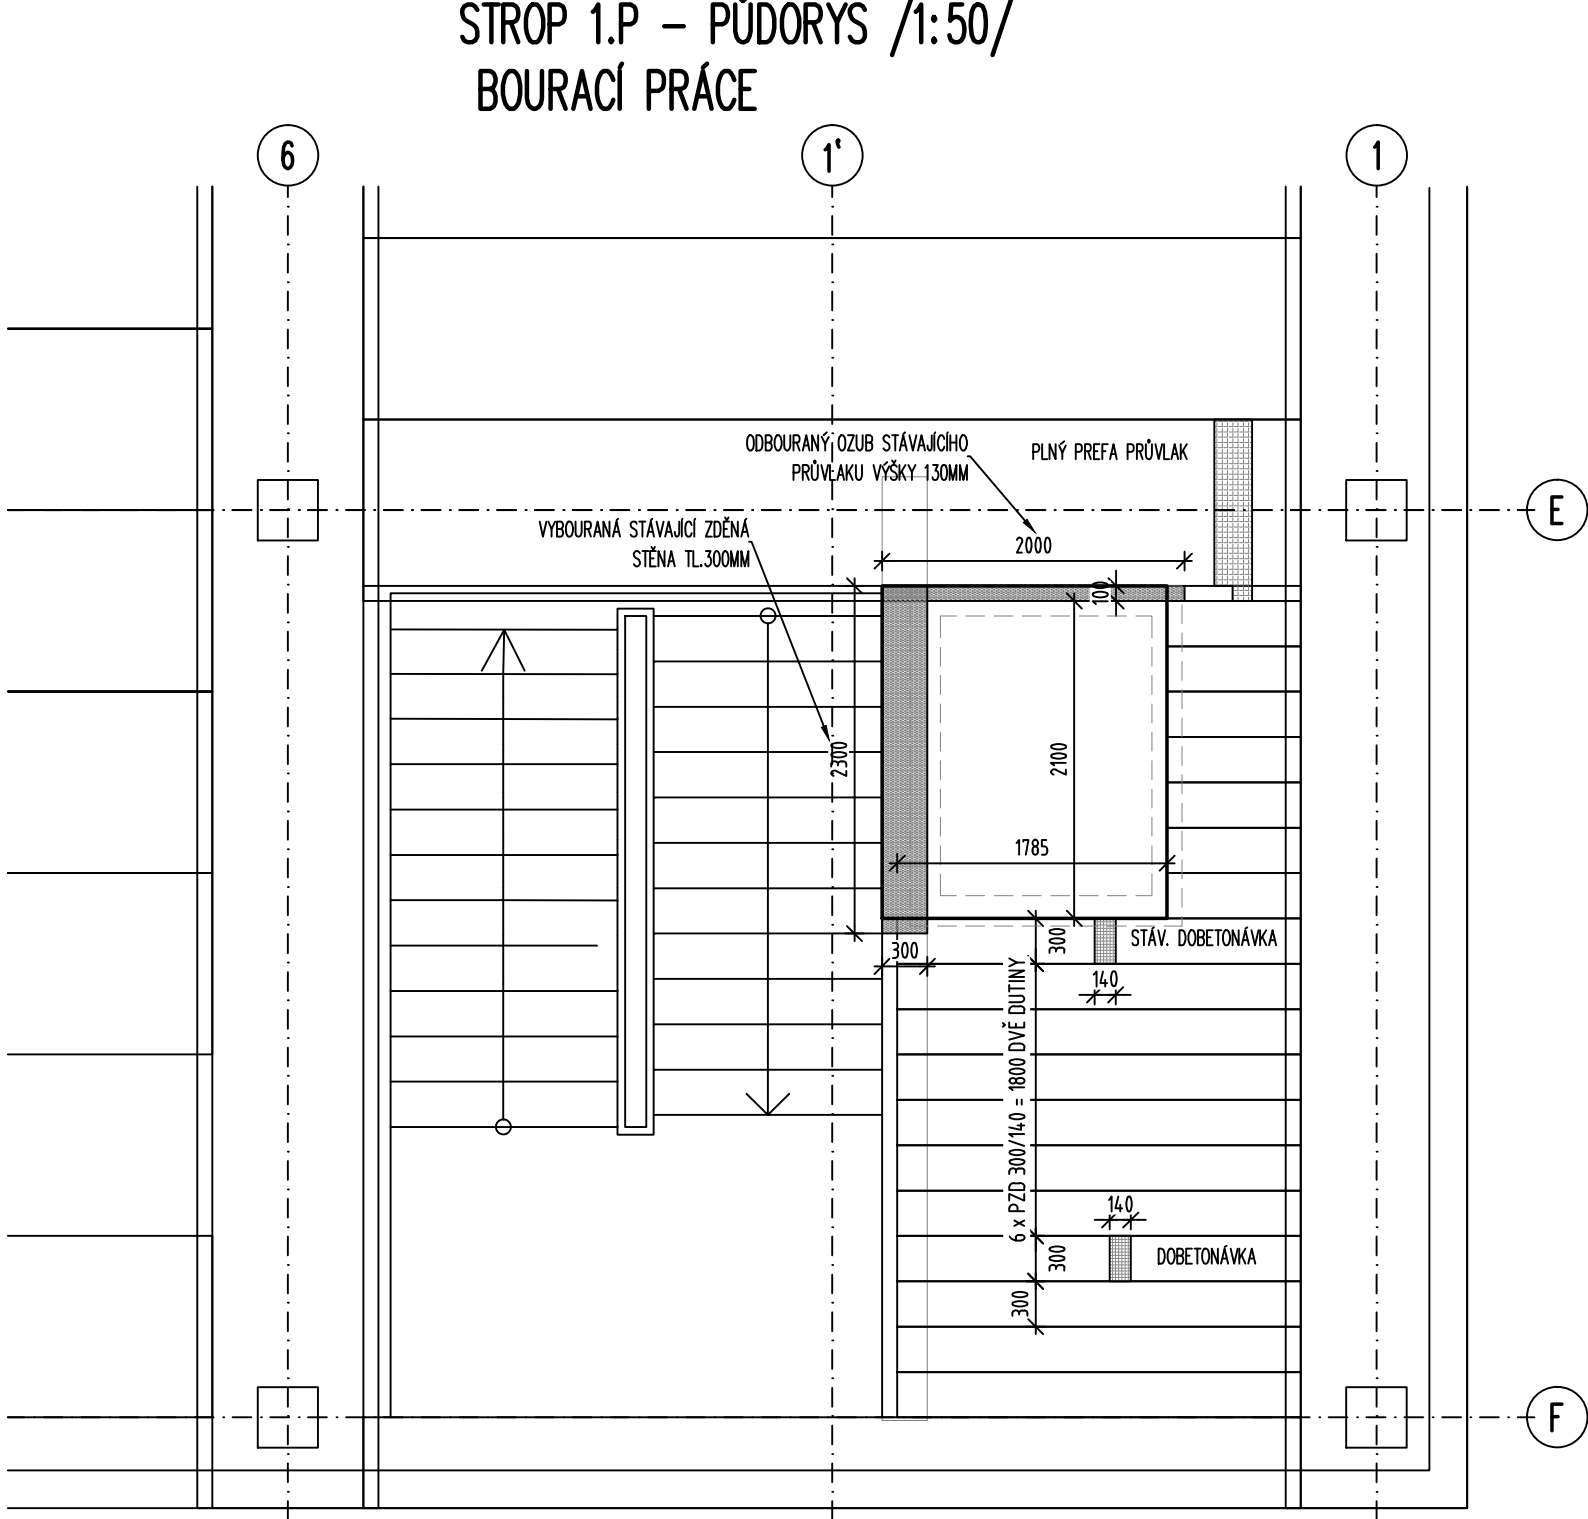 STROP 1.P – PŮDORYS /1:50/
BOURACÍ PRÁCE
6
1‘
1
ODBOURANÝ OZUB STÁVAJÍCÍHO
PRŮVLAKU VÝŠKY 130MM
PLNÝ PREFA PRŮVLAK
E
VYBOURANÁ STÁVAJÍCÍ ZDĚNÁ
STĚNA TL.300MM
2000
100
2300
2100
1785
300
300
STÁV. DOBETONÁVKA
140
6 x PZD 300/140 = 1800 DVĚ DUTINY
140
300
DOBETONÁVKA
300
F